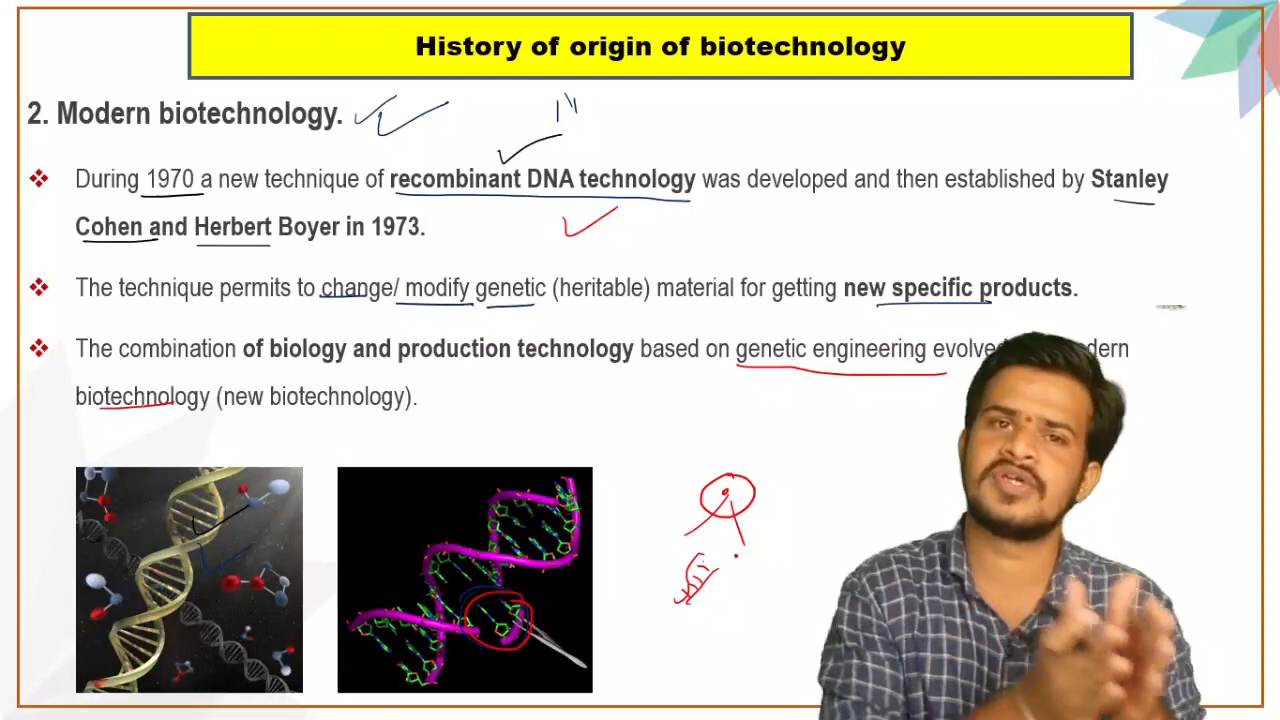 History of origin of biotechnology
2. Modern biotechnology.
During 1970 a new technique of recombinant DNA technology was developed and then established by Stanley
Cohen and Herbert Boyer in 1973.
The technique permits to change/ modify genetic (heritable) material for getting new specific products.
The combination of biology and production technology based on genetic engineering evolved
biotechnology (new biotechnology).